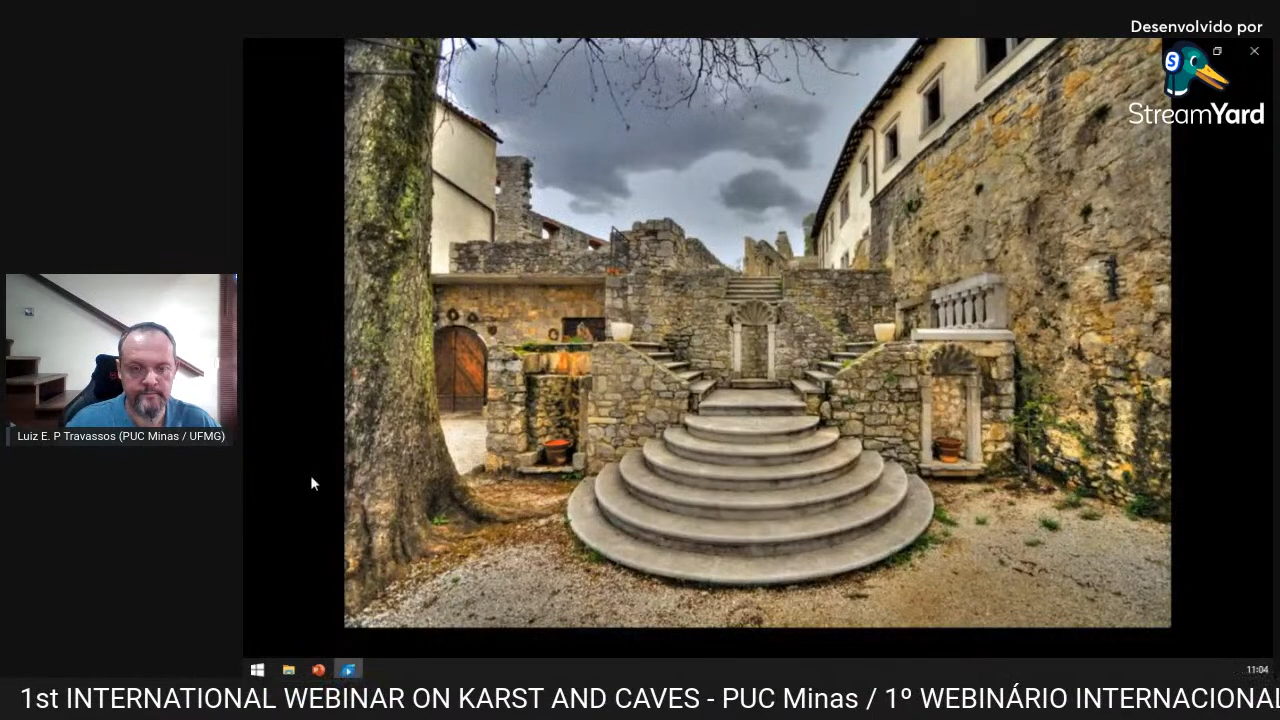 Desenvolvido por
S
StreamYard
Luiz E. P Travassos (PUC Minas / UFMG)
11:04
1st INTERNATIONAL WEBINAR ON KARST AND CAVES - PUC Minas / 1º WEBINÁRIO INTERNACIONAL